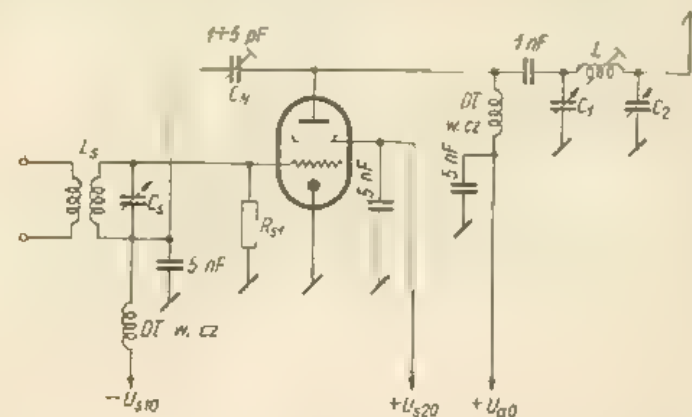 1÷5 pF
C_N
1 nF
L
L_s
DT
w.cz
C_1
C_2
C_s
R_s1
5 nF
5 nF
5 nF
DT w. cz
-U_s10
+U_s20
+U_a0